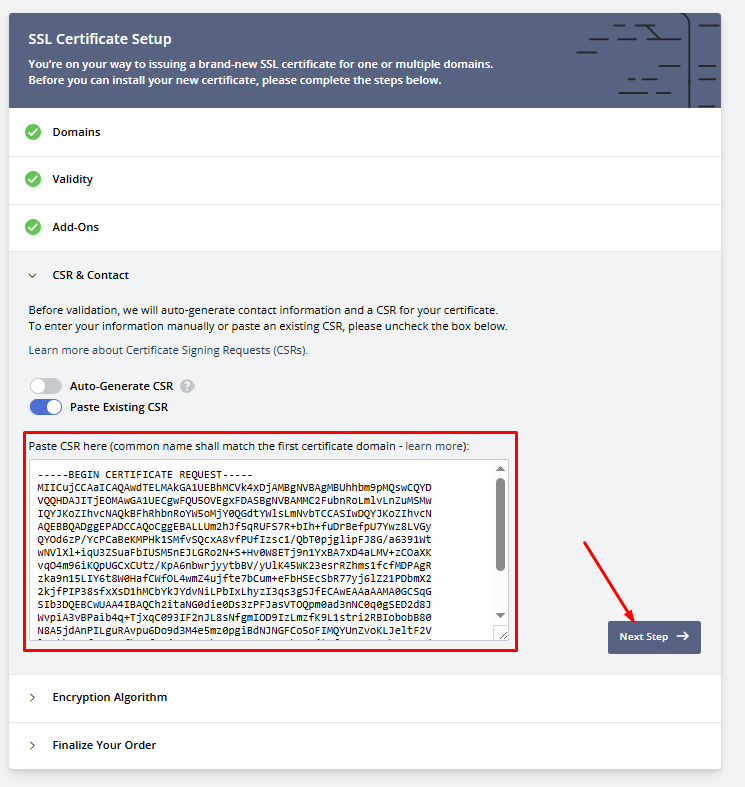 SSL Certificate Setup
You're on your way to issuing a brand-new SSL certificate for one or multiple domains.
Before you can install your new certificate, please complete the steps below.
Domains
Validity
Add-Ons
CSR & Contact
Before validation, we will auto-generate contact information and a CSR for your certificate.
To enter your information manually or paste an existing CSR, please uncheck the box below.
Learn more about Certificate Signing Requests (CSRs).
Auto-Generate CSR ?
Paste Existing CSR
Paste CSR here (common name shall match the first certificate domain - learn more):
-----BEGIN CERTIFICATE REQUEST-----
MIICujCCAaICAQAwdTELMAkGA1UEBhMCVk4xDjAMBgNVBAgMBUhhbm9pMQswCQYD
VQQHDAJITjEOMAwGA1UECgwFQU5OVEgxFDASBgNVBAMMC2FubnRoLmlvLnZuMSMw
IQYJKoZIhvcNAQkBFhRhbnRoYW5oMjY0QGdtYWlsLmNvbTCCASIwDQYJKoZIhvcN
AQEBBQADggEPADCCAQoCggEBALLUm2hJf5qRUFS7R+bIh+fuDrBefpU7Ywz8LVGy
QYOd6zP/YcPCaBeKMPHk1SMfvSQcxA8vfPUfIzsc1/QbT0pjglipFJ8G/a6391Wt
wNVlXl+iqU3ZSuaFbIUSM5nEJLGRo2N+S+Hv0W8ETj9n1YxBA7xD4aLMV+zCOaXK
vqO4m96iKQpUGCxCUtz/KpA6nbwrjyytbBV/yUlK45WK23esrRZhms1fcfMDPAgR
zka9n15LIY6t8W0HafCWfOL4wmZ4ujfte7bCum+eFbHSEcSbR77yj6lZ21PDbmX2
2kjfPIP38sfxXsD1hMCbYkJYdvNiLPbIxLhyzI3qs3gSJfECAwEAAaAAMA0GCSqG
SIb3DQEBCwUAA4IBAQCh2itaNG0die0Ds3zPFJasVTOQpm0ad3nNC0q0gSED2d8J
WvpiA3vBPaib4q+TjxqC093IF2nJL8sNfgmIOD9IzLmzfK9L1stri2RBIobobB80
N8A5jdAnPILguRAvpu6Do9d3M4e5mz0pgiBdNJNGFCo5oFIMQYUnZvoKLJeltF2V
Next Step
Encryption Algorithm
Finalize Your Order